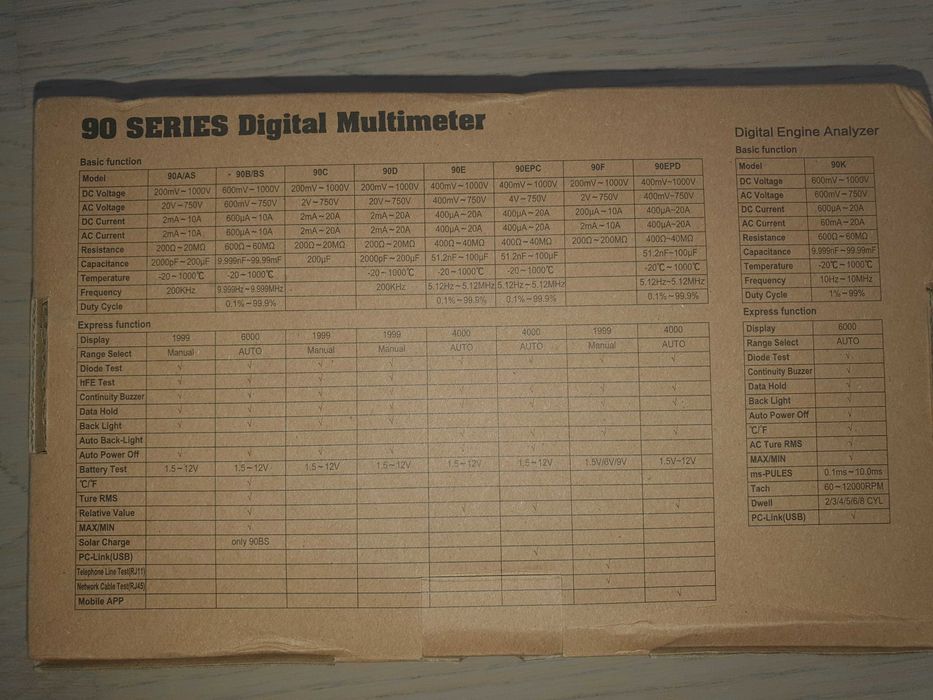 90 SERIES Digital Multimeter
Basic function
Model 90A/AS 90B/BS 90C 90D 90E 90EPC 90F 90EPD
DC Voltage 200mV~1000V 600mV~1000V 200mV~1000V 200mV~1000V 400mV~1000V 400mV~1000V 200mV~1000V 400mV~1000V
AC Voltage 20V~750V 600mV~750V 2V~750V 20V~750V 400mV~750V 4V~750V 2V~750V 400mV~750V
DC Current 2mA~10A 600μA~10A 2mA~20A 2mA~20A 400μA~20A 400μA~20A 200μA~10A 400μA~20A
AC Current 2mA~10A 600μA~10A 2mA~20A 2mA~20A 400μA~20A 400μA~20A 2mA~10A 400μA~20A
Resistance 200Ω~20MΩ 600Ω~60MΩ 200Ω~20MΩ 200Ω~20MΩ 400Ω~40MΩ 400Ω~40MΩ 200Ω~200MΩ 400Ω~40MΩ
Capacitance 2000pF~200μF 9.999nF~99.99mF 200μF 2000pF~200μF 51.2nF~100μF 51.2nF~100μF 51.2nF~100μF
Temperature -20~1000℃ -20~1000℃ -20~1000℃ -20~1000℃ -20~1000℃ -20℃~1000℃
Frequency 200KHz 9.999Hz~9.999MHz 200KHz 5.12Hz~5.12MHz 5.12Hz~5.12MHz 5.12Hz~5.12MHz
Duty Cycle 0.1%~99.9% 0.1%~99.9% 0.1%~99.9% 0.1%~99.9%
Express function
Display 1999 6000 1999 1999 4000 4000 1999 4000
Range Select Manual AUTO Manual Manual AUTO AUTO Manual AUTO
Diode Test √ √ √ √ √
hFE Test √ √ √
Continuity Buzzer √ √ √ √ √ √ √ √
Data Hold √ √ √ √ √ √ √ √
Back Light √ √ √ √
Auto Back-Light √ √
Auto Power Off √ √ √ √ √ √
Battery Test 1.5~12V 1.5~12V 1.5~12V 1.5~12V 1.5~12V 1.5~12V 1.5V/6V/9V 1.5V~12V
℃/℉ √
Ture RMS √
Relative Value √ √ √ √
MAX/MIN √
Solar Charge only 90BS
PC-Link(USB) √
Telephone Line Test(RJ11) √
Network Cable Test(RJ45) √
Mobile APP √
Digital Engine Analyzer
Basic function
Model 90K
DC Voltage 600mV~1000V
AC Voltage 600mV~750V
DC Current 600μA~20A
AC Current 60mA~20A
Resistance 600Ω~60MΩ
Capacitance 9.999nF~99.99mF
Temperature -20℃~1000℃
Frequency 10Hz~10MHz
Duty Cycle 1%~99%
Express function
Display 6000
Range Select AUTO
Diode Test √
Continuity Buzzer √
Data Hold √
Back Light √
Auto Power Off √
℃/℉ √
AC Ture RMS √
MAX/MIN √
ms-PULES 0.1ms~10.0ms
Tach 60~12000RPM
Dwell 2/3/4/5/6/8 CYL
PC-Link(USB) √